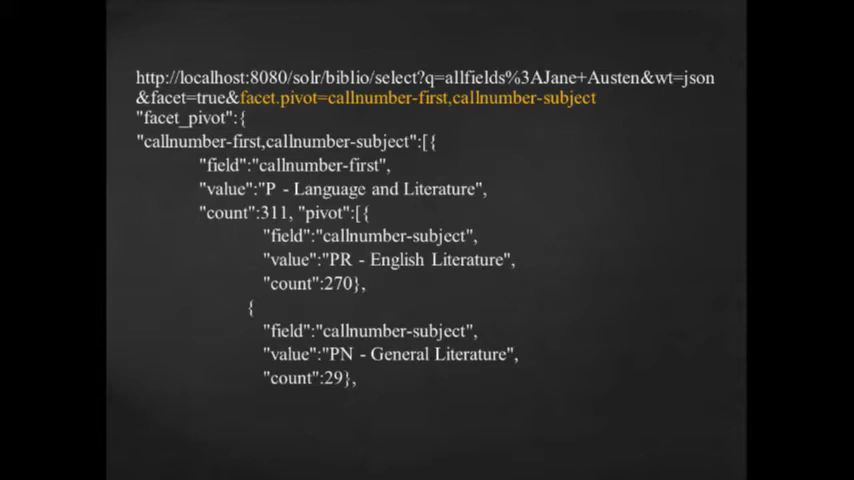 http://localhost:8080/solr/biblio/select?q=allfields%3AJane+Austen&wt=json
&facet=true&facet.pivot=callnumber-first,callnumber-subject
"facet_pivot":{
"callnumber-first,callnumber-subject":[{
"field":"callnumber-first",
"value":"P - Language and Literature",
"count":311, "pivot":[{
"field":"callnumber-subject",
"value":"PR - English Literature",
"count":270},
{
"field":"callnumber-subject",
"value":"PN - General Literature",
"count":29},